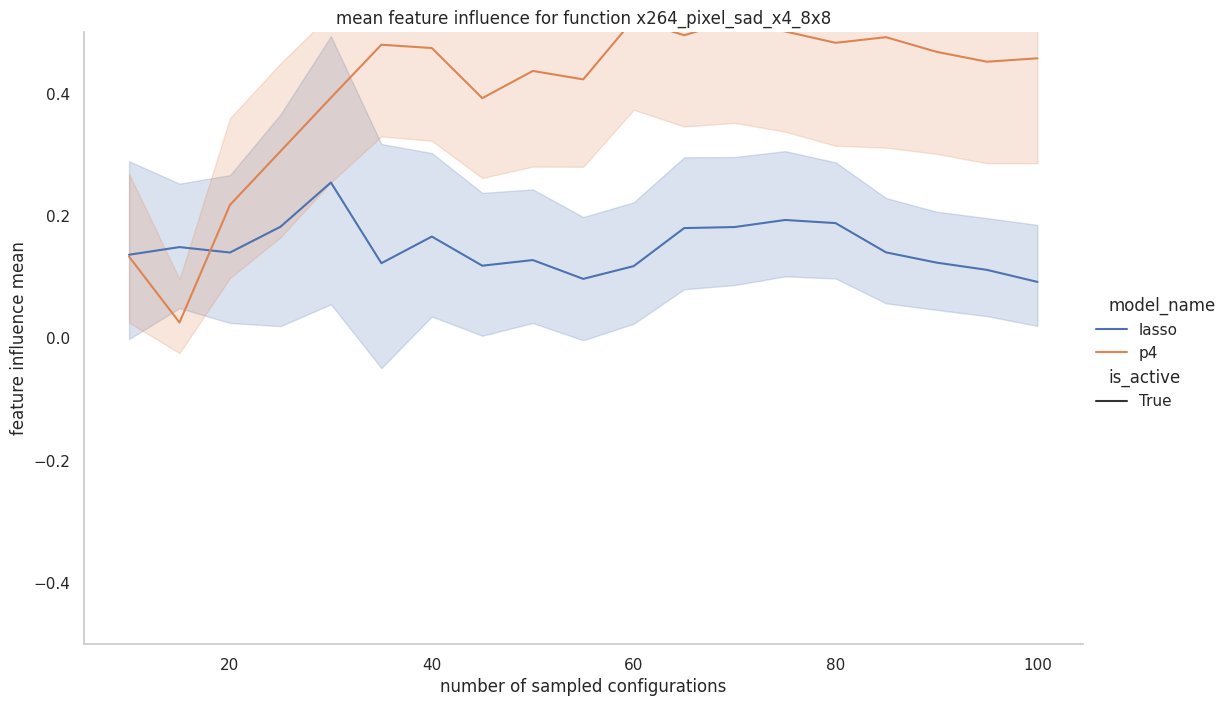 mean feature influence for function x264_pixel_sad_x4_8x8
feature influence mean
0.4
0.2
0.0
−0.2
−0.4
20
40
60
80
100
number of sampled configurations
model_name
lasso
p4
is_active
True